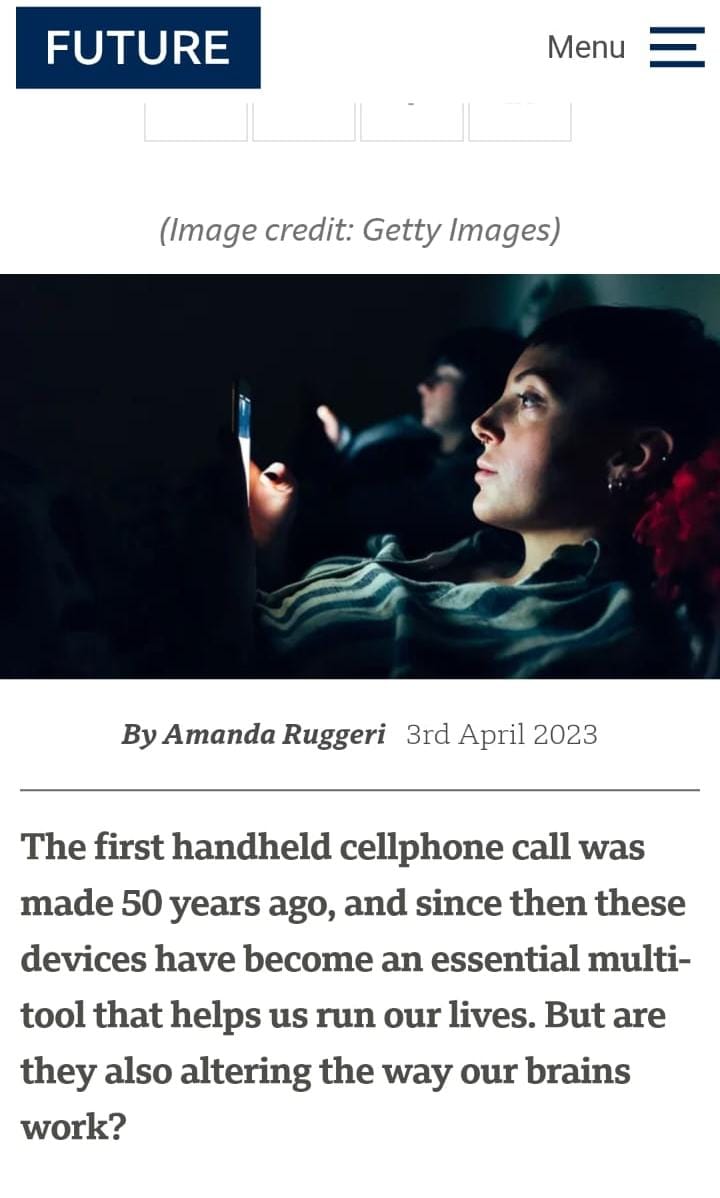 FUTURE
Menu
(Image credit: Getty Images)
By Amanda Ruggeri 3rd April 2023
The first handheld cellphone call was
made 50 years ago, and since then these
devices have become an essential multi-
tool that helps us run our lives. But are
they also altering the way our brains
work?